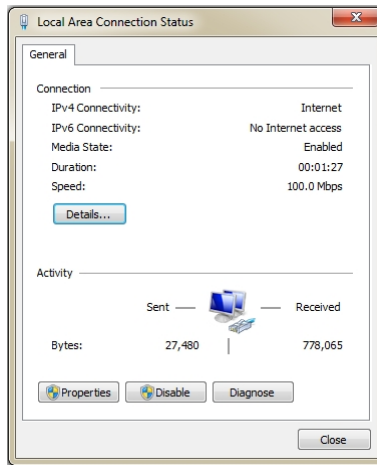 Local Area Connection Status
General
Connection
IPv4 Connectivity: Internet
IPv6 Connectivity: No Internet access
Media State: Enabled
Duration: 00:01:27
Speed: 100.0 Mbps
Details...
Activity
Sent Received
Bytes: 27,480 778,065
Properties Disable Diagnose
Close